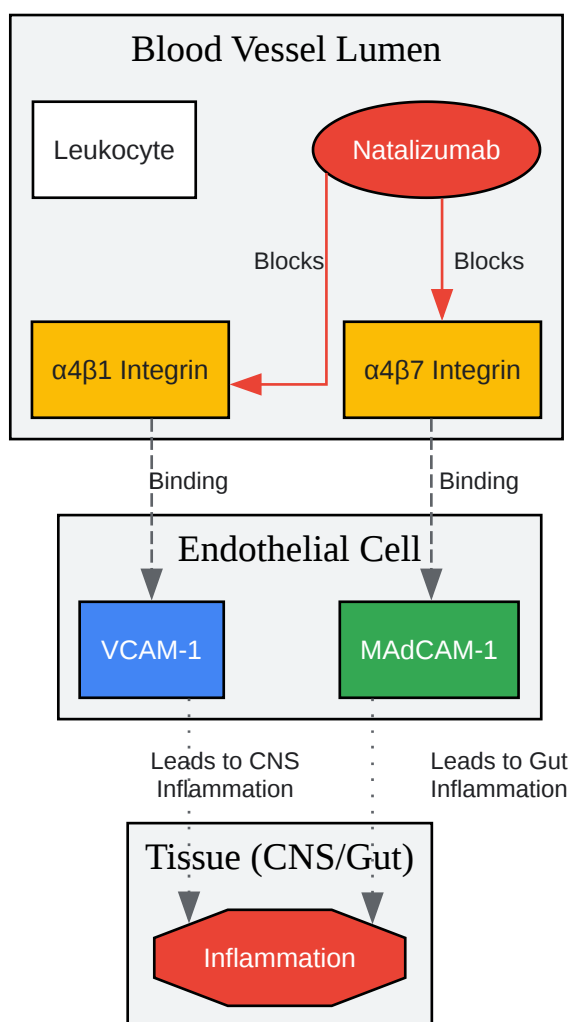 Blood Vessel Lumen
Leukocyte
Natalizumab
Blocks
Blocks
α4β1 Integrin
α4β7 Integrin
Binding
Binding
Endothelial Cell
VCAM-1
MAdCAM-1
Leads to CNS
Inflammation
Leads to Gut
Inflammation
Tissue (CNS/Gut)
Inflammation